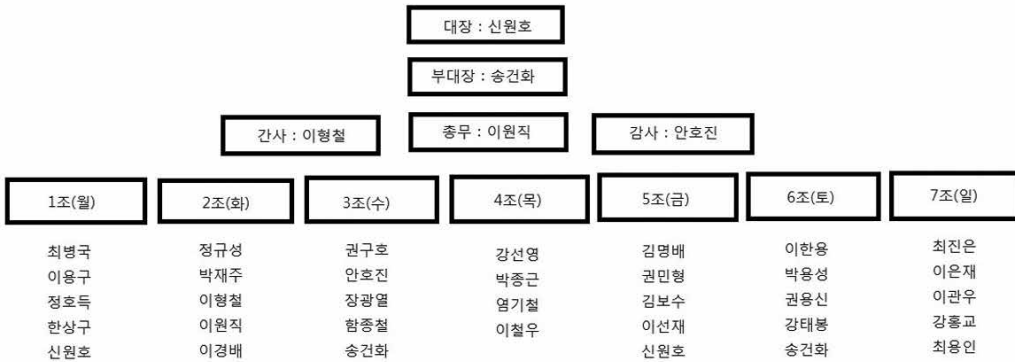 대장 : 신원호
부대장 : 송건화
간사 : 이형철
총무 : 이원직
감사 : 안호진
1조(월) 2조(화) 3조(수) 4조(목) 5조(금) 6조(토) 7조(일)
최병국 정규성 권구호 강선영 김명배 이한용 최진은
이용구 박재주 안호진 박종근 권민형 박용성 이은재
정호득 이형철 장광열 염기철 김보수 권용신 이관우
한상구 이원직 함종철 이철우 이선재 강태봉 강홍교
신원호 이경배 송건화 신원호 송건화 최용인